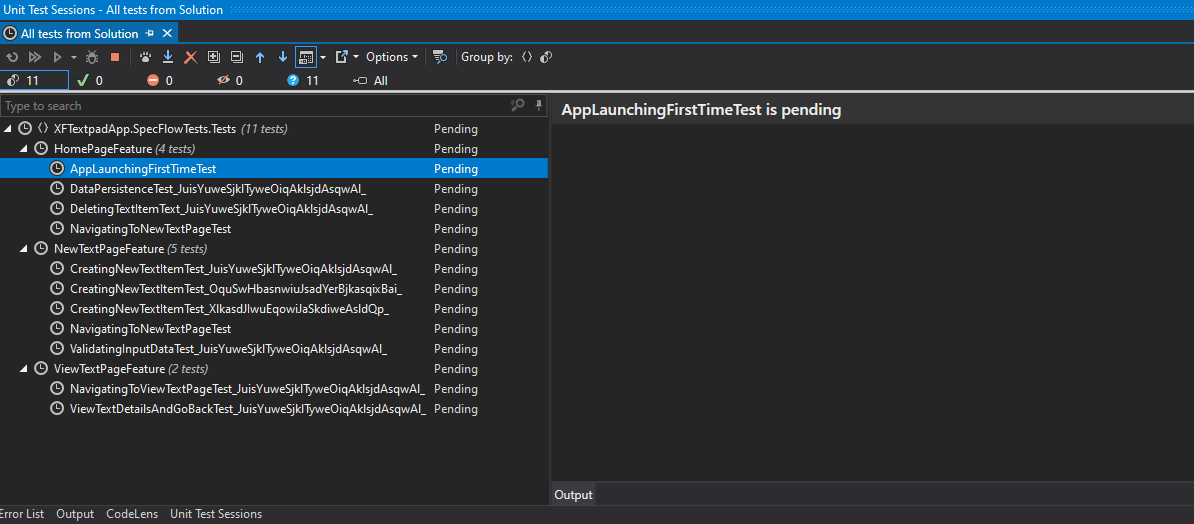 Unit Test Sessions - All tests from Solution
All tests from Solution
Options Group by:
11 0 0 0 11 All
Type to search
AppLaunchingFirstTimeTest is pending
XFTextpadApp.SpecFlowTests.Tests (11 tests) Pending
HomePageFeature (4 tests) Pending
AppLaunchingFirstTimeTest Pending
DataPersistenceTest_JuisYuweSjklTyweOiqAklsjdAsqwAl_ Pending
DeletingTextItemText_JuisYuweSjklTyweOiqAklsjdAsqwAl_ Pending
NavigatingToNewTextPageTest Pending
NewTextPageFeature (5 tests) Pending
CreatingNewTextItemTest_JuisYuweSjklTyweOiqAklsjdAsqwAl_ Pending
CreatingNewTextItemTest_OquSwHbasnwiuJsadYerBjkasqixBai_ Pending
CreatingNewTextItemTest_XlkasdJlwuEqowiJaSkdiweAsldQp_ Pending
NavigatingToNewTextPageTest Pending
ValidatingInputDataTest_JuisYuweSjklTyweOiqAklsjdAsqwAl_ Pending
ViewTextPageFeature (2 tests) Pending
NavigatingToViewTextPageTest_JuisYuweSjklTyweOiqAklsjdAsqwAl_ Pending
ViewTextDetailsAndGoBackTest_JuisYuweSjklTyweOiqAklsjdAsqwAl_ Pending
Output
Error List Output CodeLens Unit Test Sessions